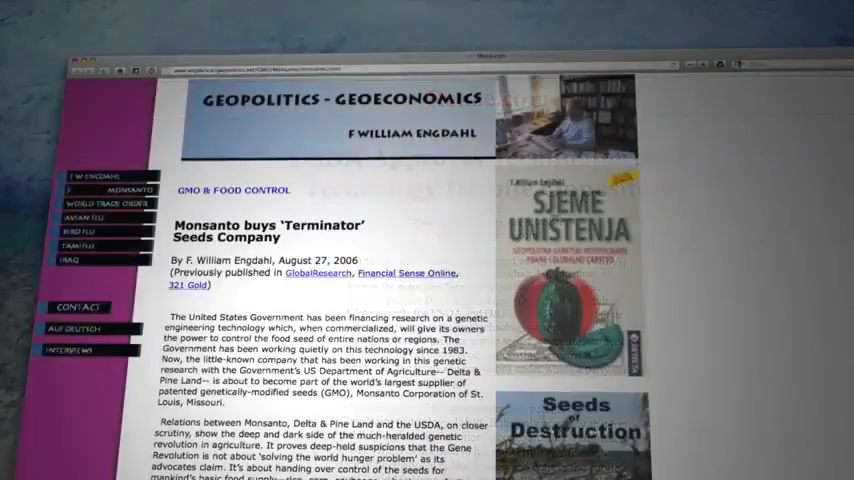 GEOPOLITICS - GEOECONOMICS
F WILLIAM ENGDAHL
F W ENGDAHL
MONSANTO
WORLD TRADE ORDER
AVIAN FLU
BIRD FLU
TAMIFLU
IRAQ
CONTACT
AUF DEUTSCH
INTERVIEWS
GMO & FOOD CONTROL
Monsanto buys 'Terminator'
Seeds Company
By F. William Engdahl, August 27, 2006
(Previously published in GlobalResearch, Financial Sense Online,
321 Gold)
The United States Government has been financing research on a genetic
engineering technology which, when commercialized, will give its owners
the power to control the food seed of entire nations or regions. The
Government has been working quietly on this technology since 1983.
Now, the little-known company that has been working in this genetic
research with the Government's US Department of Agriculture-- Delta &
Pine Land-- is about to become part of the world's largest supplier of
patented genetically-modified seeds (GMO), Monsanto Corporation of St.
Louis, Missouri.
Relations between Monsanto, Delta & Pine Land and the USDA, on closer
scrutiny, show the deep and dark side of the much-heralded genetic
revolution in agriculture. It proves deep-held suspicions that the Gene
Revolution is not about 'solving the world hunger problem' as its
advocates claim. It's about handing over control of the seeds for
mankind's basic food supply--rice, corn,
SJEME
UNIŠTENJA
Seeds
of
Destruction